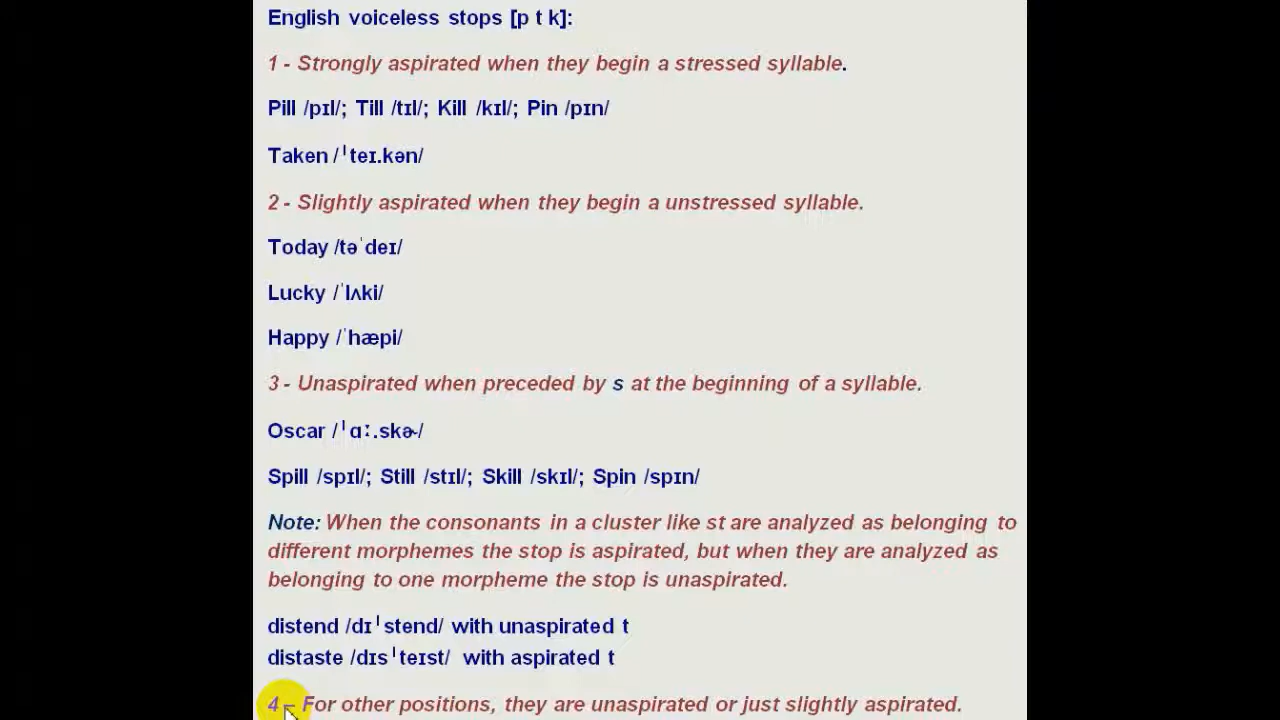 English voiceless stops [p t k]:
1 - Strongly aspirated when they begin a stressed syllable.
Pill /pɪl/; Till /tɪl/; Kill /kɪl/; Pin /pɪn/
Taken /ˈteɪ.kən/
2 - Slightly aspirated when they begin a unstressed syllable.
Today /təˈdeɪ/
Lucky /ˈlʌki/
Happy /ˈhæpi/
3 - Unaspirated when preceded by s at the beginning of a syllable.
Oscar /ˈɑː.skɚ/
Spill /spɪl/; Still /stɪl/; Skill /skɪl/; Spin /spɪn/
Note: When the consonants in a cluster like st are analyzed as belonging to
different morphemes the stop is aspirated, but when they are analyzed as
belonging to one morpheme the stop is unaspirated.
distend /dɪˈstend/ with unaspirated t
distaste /dɪsˈteɪst/ with aspirated t
4 – For other positions, they are unaspirated or just slightly aspirated.